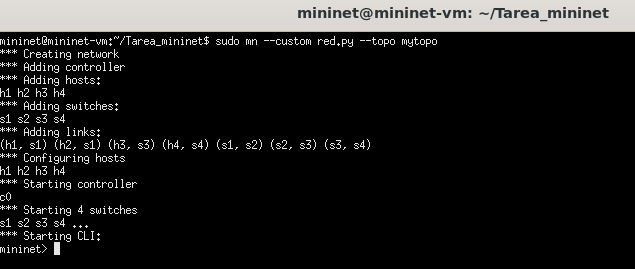 mininet@mininet-vm: ~/Tarea_mininet
mininet@mininet-vm:~/Tarea_mininet$ sudo mn --custom red.py --topo mytopo
*** Creating network
*** Adding controller
*** Adding hosts:
h1 h2 h3 h4
*** Adding switches:
s1 s2 s3 s4
*** Adding links:
(h1, s1) (h2, s1) (h3, s3) (h4, s4) (s1, s2) (s2, s3) (s3, s4)
*** Configuring hosts
h1 h2 h3 h4
*** Starting controller
c0
*** Starting 4 switches
s1 s2 s3 s4 ...
*** Starting CLI:
mininet>